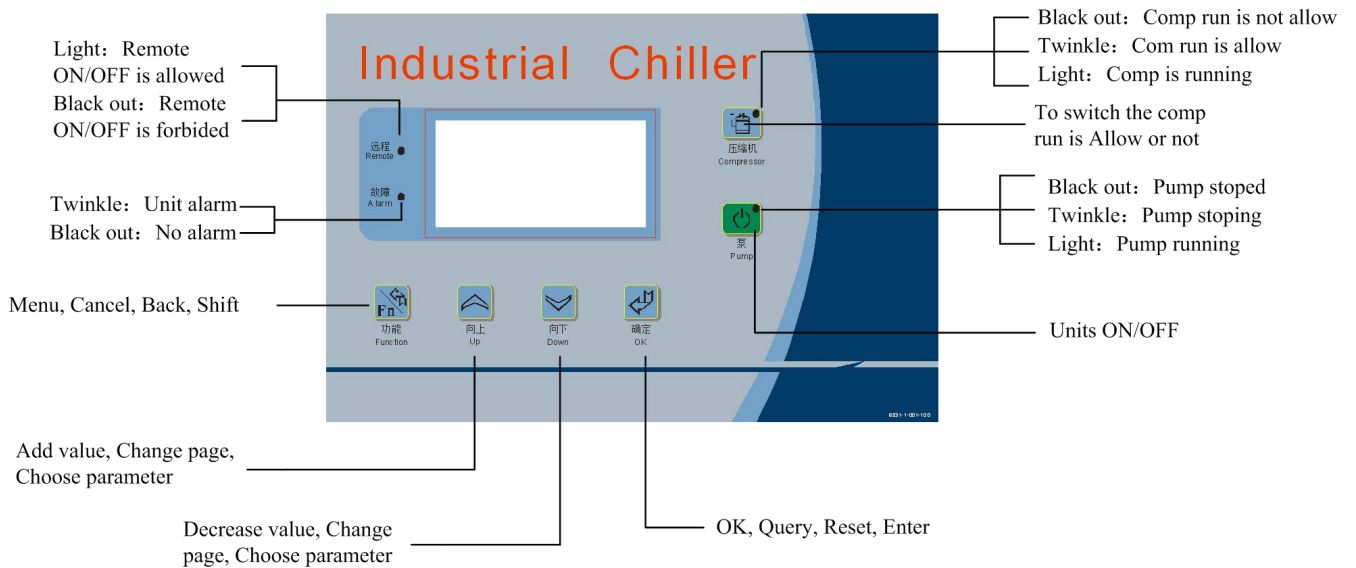 Industrial Chiller
Light: Remote
ON/OFF is allowed
Black out: Remote
ON/OFF is forbided
Twinkle: Unit alarm
Black out: No alarm
Menu, Cancel, Back, Shift
远程
Remote
故障
Alarm
压缩机
Compressor
泵
Pump
Fn
功能
Function
向上
Up
向下
Down
确定
OK
6531-1-001-100
Black out: Comp run is not allow
Twinkle: Com run is allow
Light: Comp is running
To switch the comp
run is Allow or not
Black out: Pump stoped
Twinkle: Pump stoping
Light: Pump running
Units ON/OFF
Add value, Change page,
Choose parameter
Decrease value, Change
page, Choose parameter
OK, Query, Reset, Enter